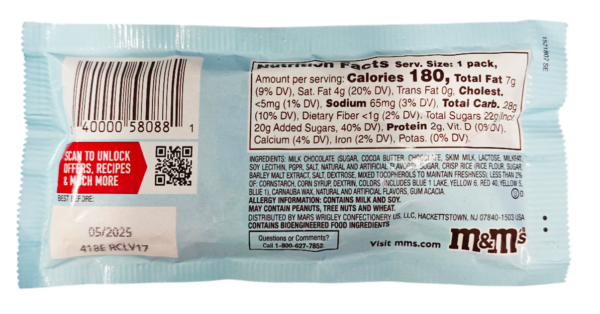 Nutrition Facts Serv. Size: 1 pack,
Amount per serving: Calories 180, Total Fat 7g
(9% DV), Sat. Fat 4g (20% DV), Trans Fat 0g, Cholest.
<5mg (1% DV), Sodium 65mg (3% DV), Total Carb. 28g
(10% DV), Dietary Fiber <1g (2% DV), Total Sugars 22g Incl.
20g Added Sugars, 40% DV), Protein 2g, Vit. D (0% DV),
Calcium (4% DV), Iron (2% DV), Potas. (0% DV).
INGREDIENTS: MILK CHOCOLATE (SUGAR, COCOA BUTTER, CHOCOLATE, SKIM MILK, LACTOSE, MILKFAT,
SOY LECITHIN, PGPR, SALT, NATURAL AND ARTIFICIAL FLAVORS), SUGAR, CRISP RICE (RICE FLOUR, SUGAR,
BARLEY MALT EXTRACT, SALT, DEXTROSE, MIXED TOCOPHEROLS TO MAINTAIN FRESHNESS); LESS THAN 2%
OF: CORNSTARCH, CORN SYRUP, DEXTRIN, COLORS (INCLUDES BLUE 1 LAKE, YELLOW 6, RED 40, YELLOW 5,
BLUE 1), CARNAUBA WAX, NATURAL AND ARTIFICIAL FLAVORS, GUM ACACIA.
ALLERGY INFORMATION: CONTAINS MILK AND SOY.
MAY CONTAIN PEANUTS, TREE NUTS AND WHEAT.
DISTRIBUTED BY MARS WRIGLEY CONFECTIONERY US, LLC, HACKETTSTOWN, NJ 07840-1503 USA
CONTAINS BIOENGINEERED FOOD INGREDIENTS
Questions or Comments?
Call 1-800-627-7852
Visit mms.com
m&m's
40000 58088 1
SCAN TO UNLOCK
OFFERS, RECIPES
& MUCH MORE
BEST BEFORE:
05/2025
418E RCLV17